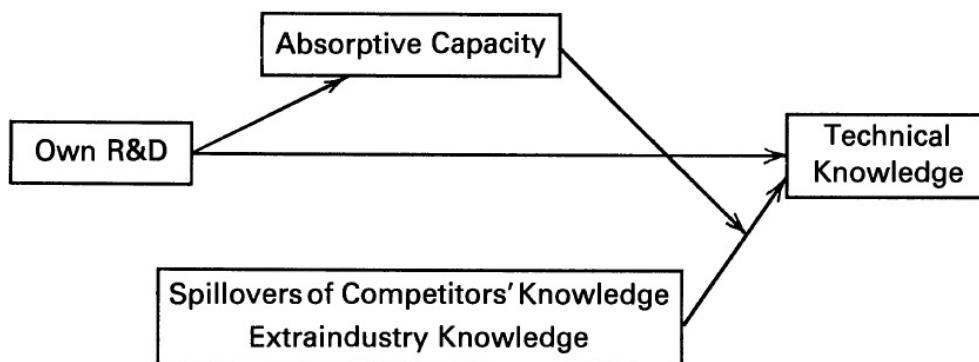 Absorptive Capacity
Own R&D
Technical
Knowledge
Spillovers of Competitors' Knowledge
Extraindustry Knowledge